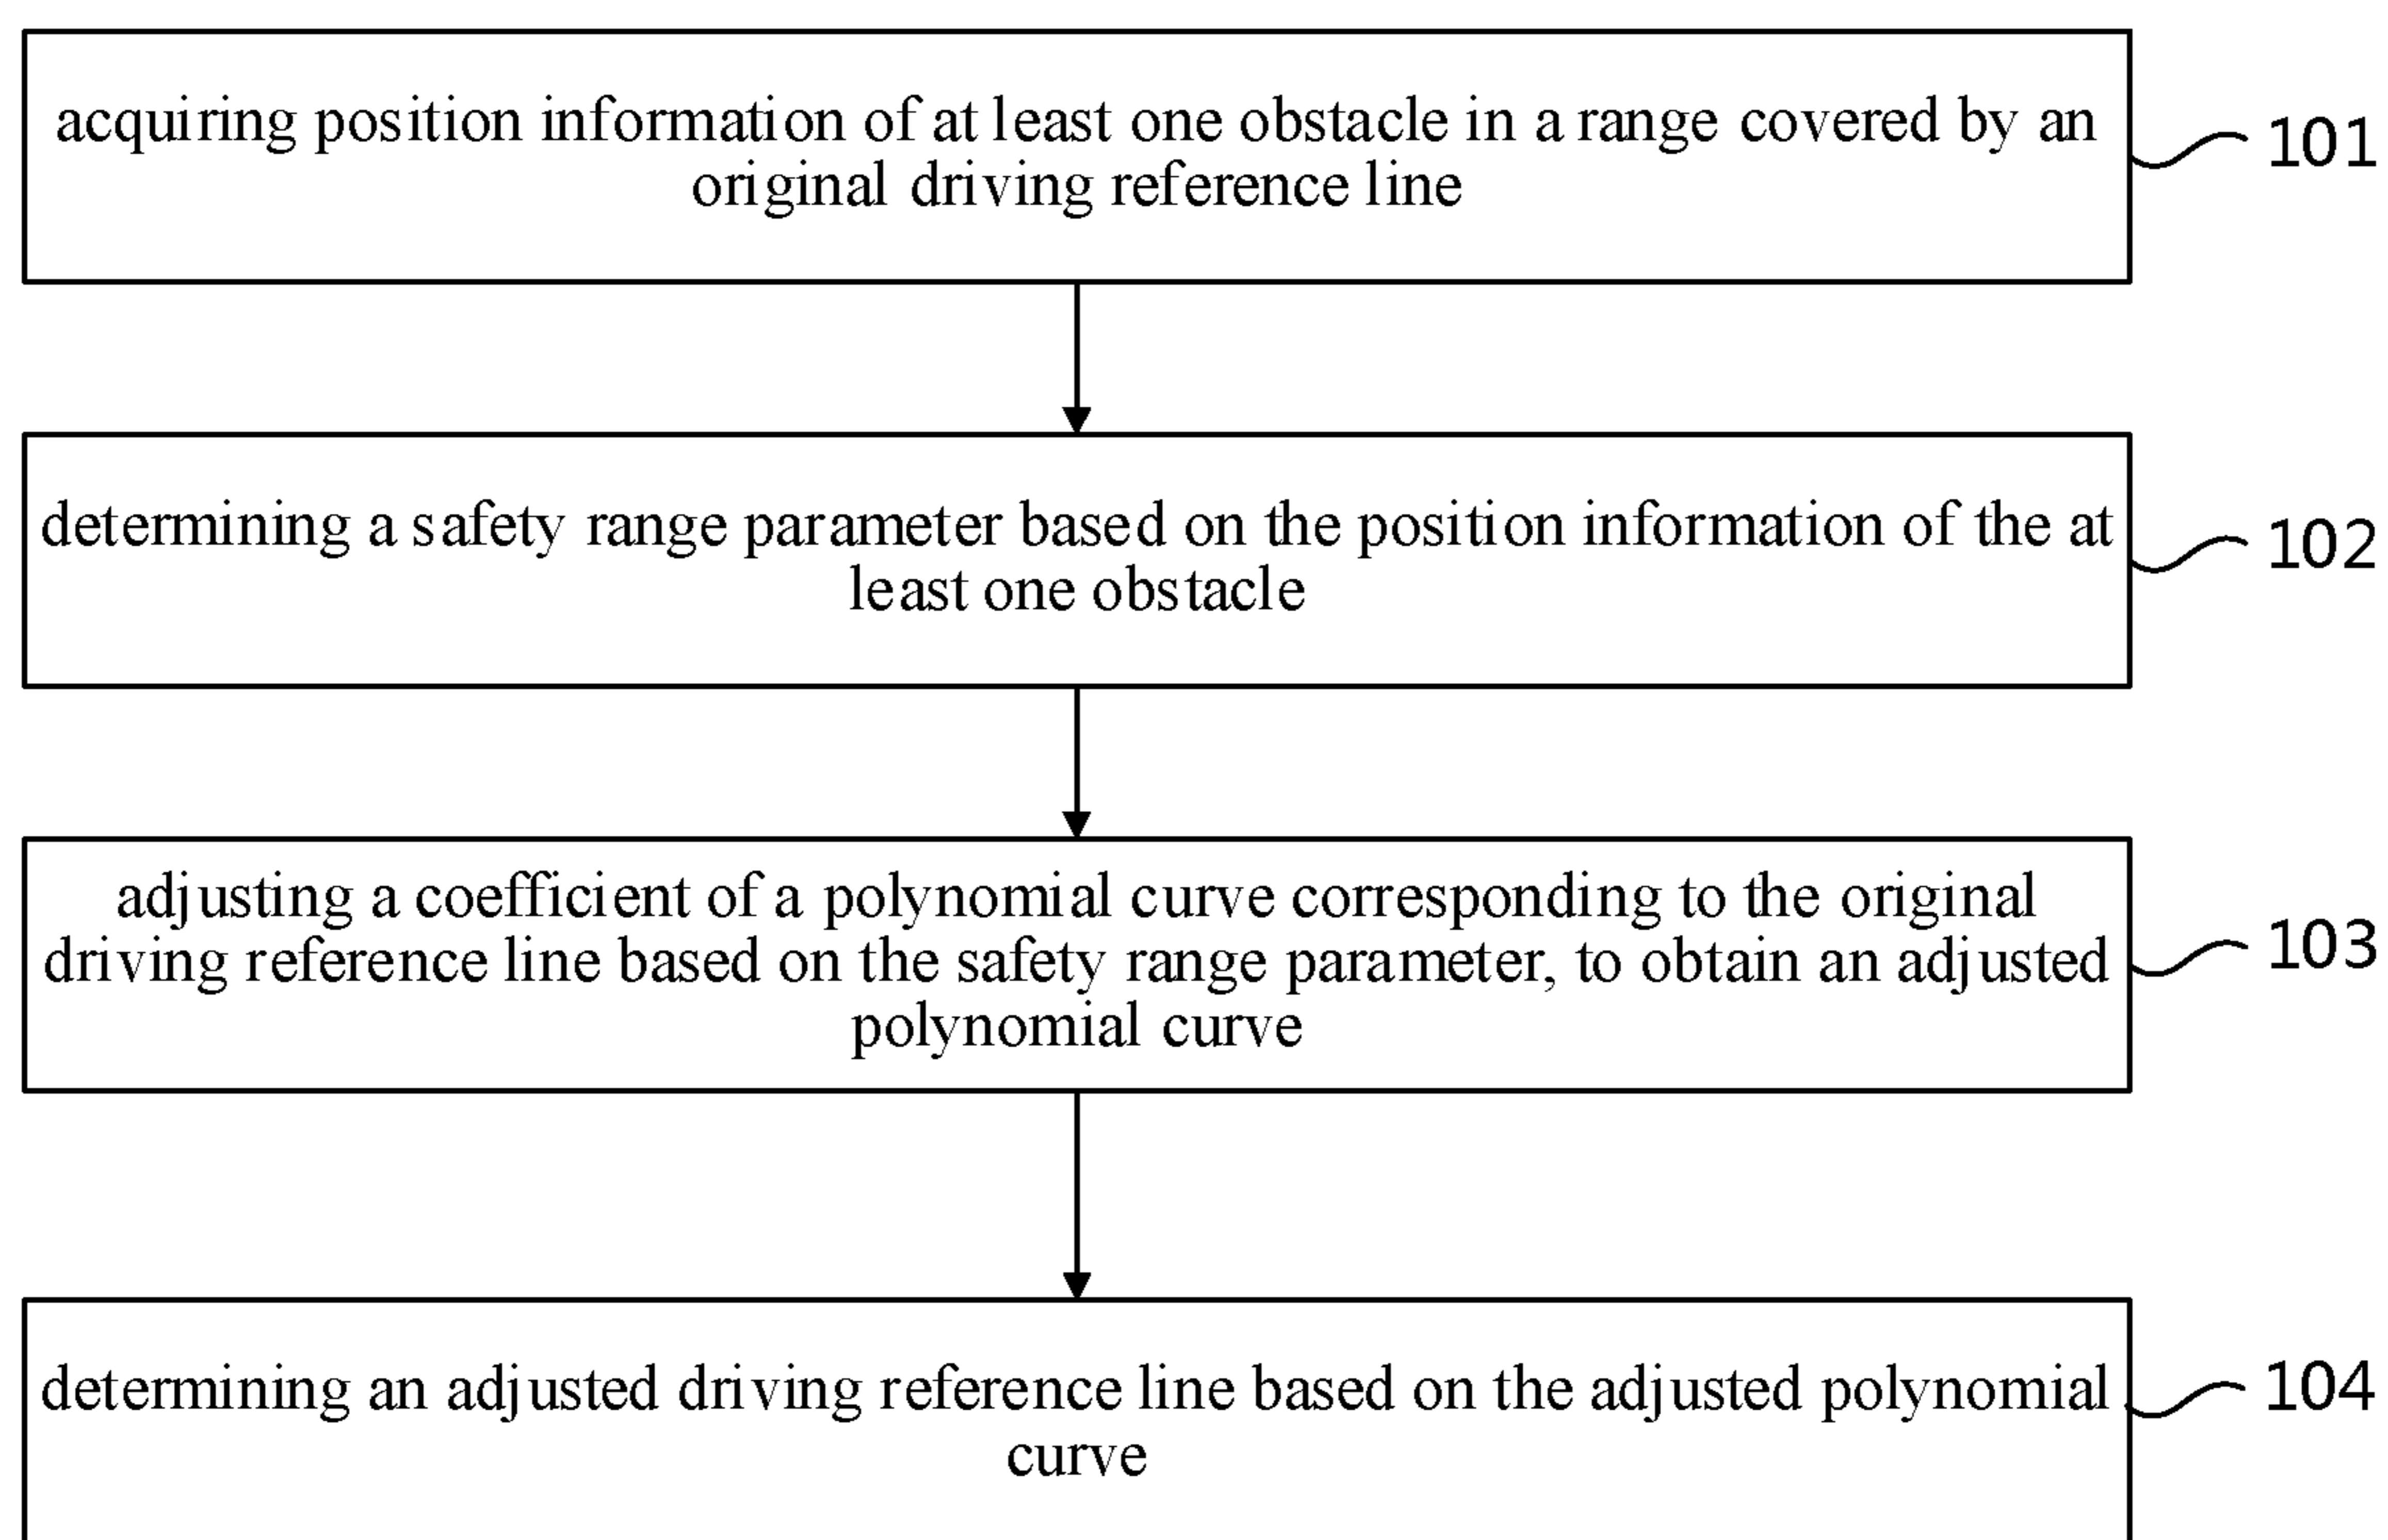 acquiring position information of at least one obstacle in a range covered by an
original driving reference line
101
determining a safety range parameter based on the position information of the at
least one obstacle
102
adjusting a coefficient of a polynomial curve corresponding to the original
driving reference line based on the safety range parameter, to obtain an adjusted
polynomial curve
103
determining an adjusted driving reference line based on the adjusted polynomial
curve
104